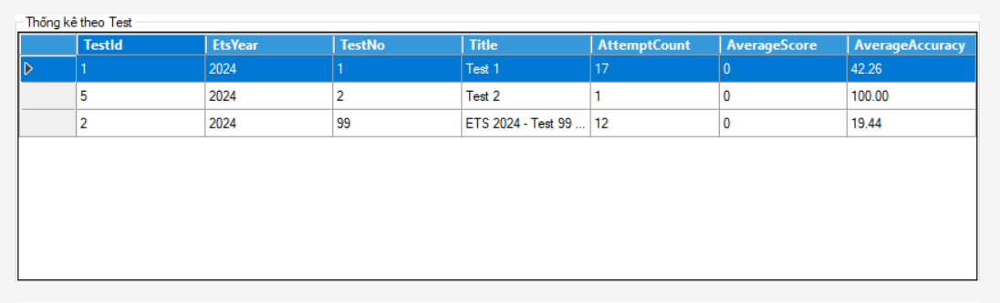 Thống kê theo Test
TestId EtsYear TestNo Title AttemptCount AverageScore AverageAccuracy
1 2024 1 Test 1 17 0 42.26
5 2024 2 Test 2 1 0 100.00
2 2024 99 ETS 2024 - Test 99 ... 12 0 19.44